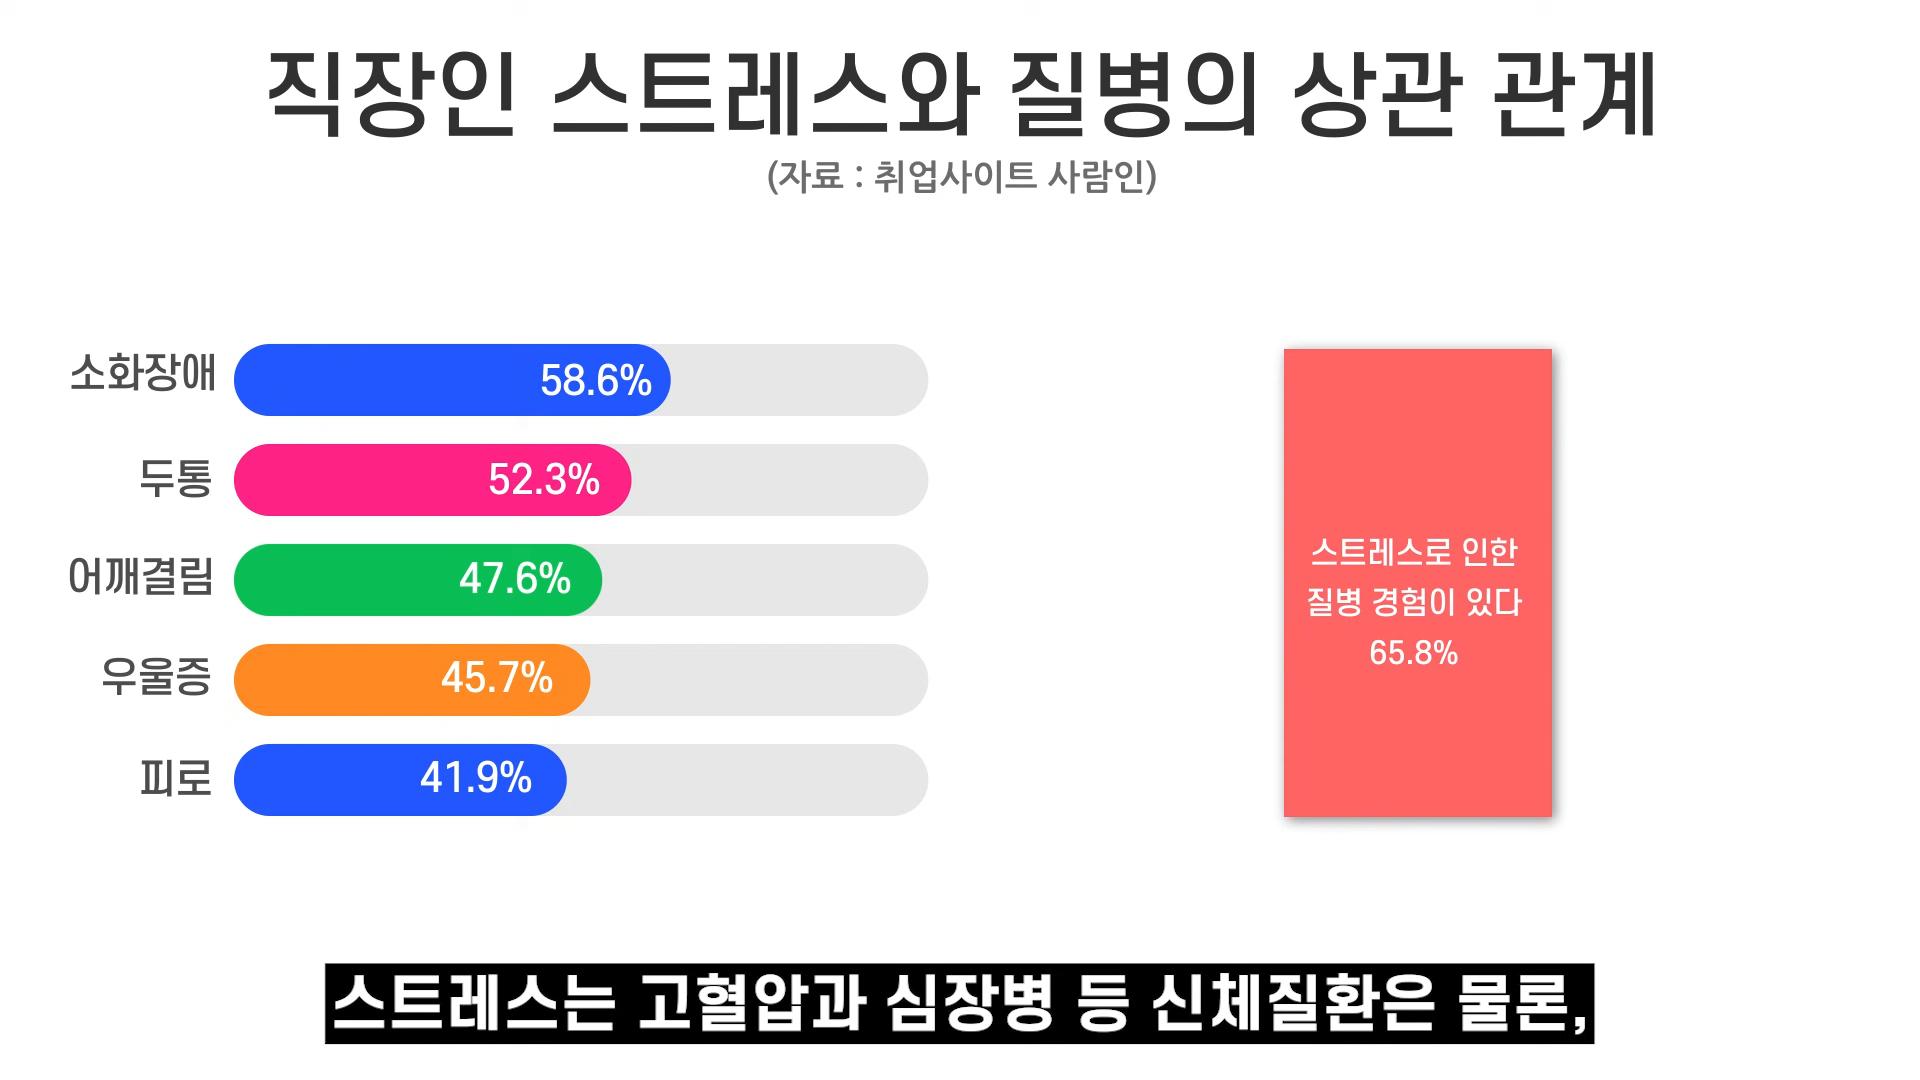 직장인 스트레스와 질병의 상관 관계
(자료 : 취업사이트 사람인)
소화장애 58.6%
두통 52.3%
어깨결림 47.6%
우울증 45.7%
피로 41.9%
스트레스로 인한
질병 경험이 있다
65.8%
스트레스는 고혈압과 심장병 등 신체질환은 물론,